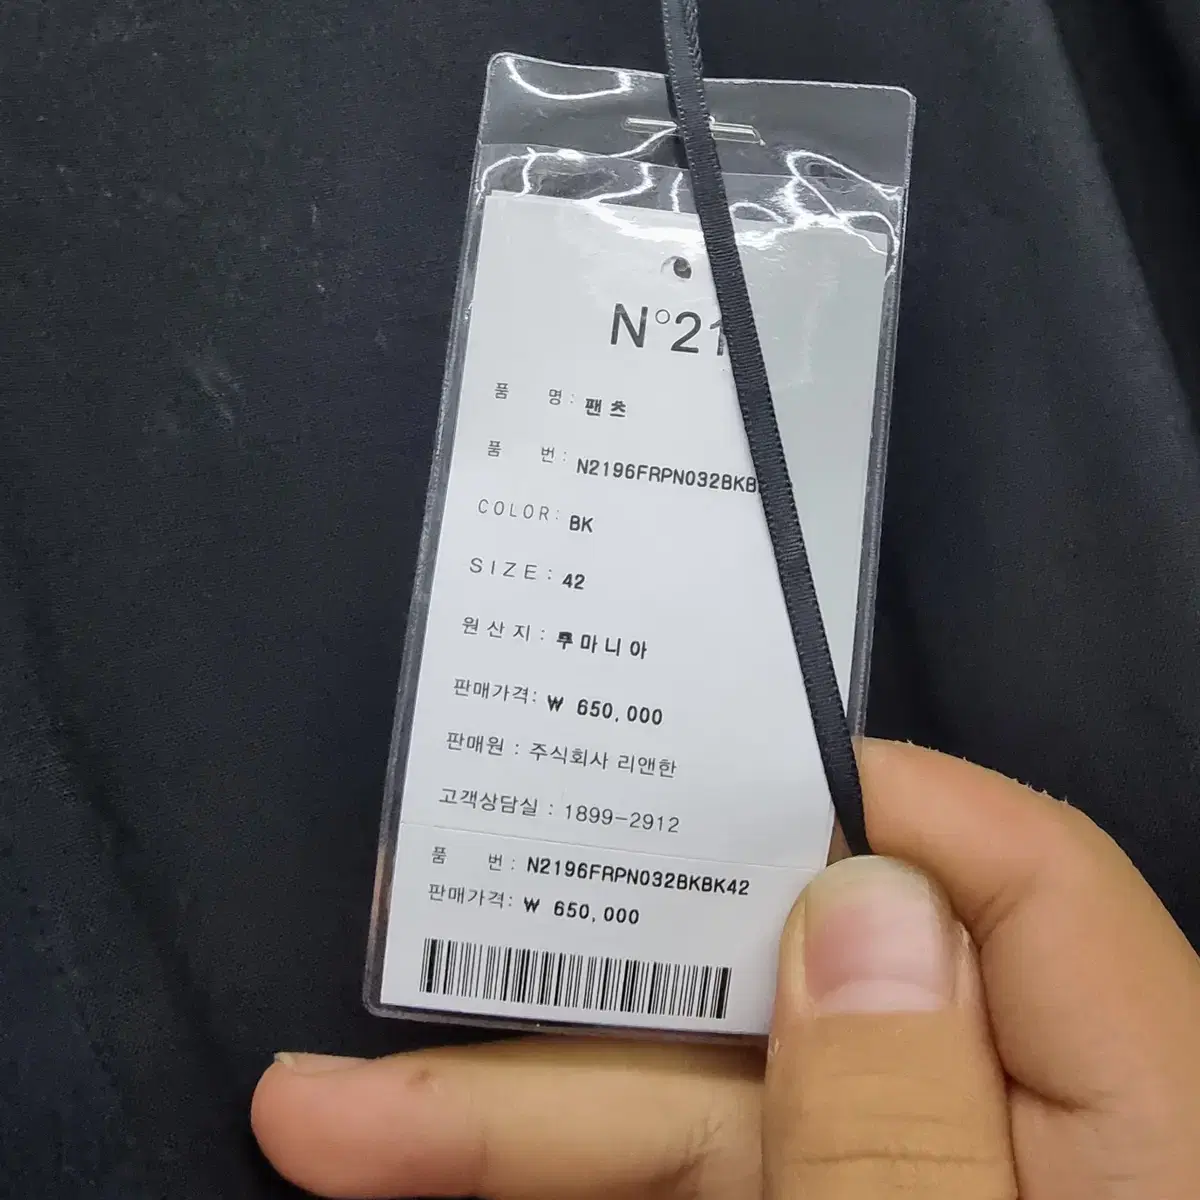 N°21
품 명 : 팬츠
품 번 : N2196FRPN032BKB
COLOR: BK
SIZE : 42
원산지 : 루마니아
판매가격: ₩ 650,000
판매원 : 주식회사 리앤한
고객상담실 : 1899-2912
품 번 : N2196FRPN032BKBK42
판매가격: ₩ 650,000